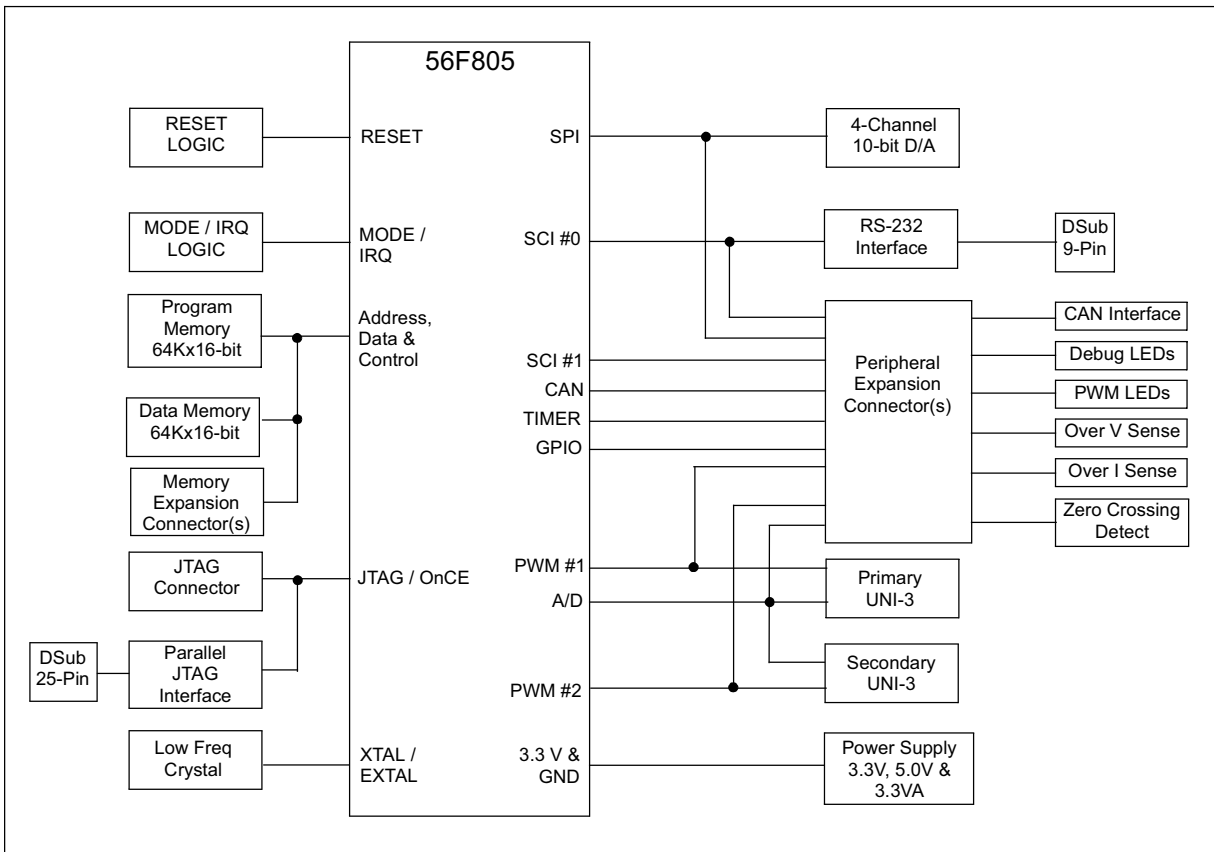 56F805
RESET
LOGIC
RESET
SPI
4-Channel
10-bit D/A
MODE / IRQ
LOGIC
MODE /
IRQ
SCI #0
RS-232
Interface
DSub
9-Pin
Program
Memory
64Kx16-bit
Address,
Data &
Control
Data Memory
64Kx16-bit
Memory
Expansion
Connector(s)
SCI #1
CAN
TIMER
GPIO
Peripheral
Expansion
Connector(s)
CAN Interface
Debug LEDs
PWM LEDs
Over V Sense
Over I Sense
Zero Crossing
Detect
JTAG
Connector
JTAG / OnCE
PWM #1
A/D
Primary
UNI-3
DSub
25-Pin
Parallel
JTAG
Interface
PWM #2
Secondary
UNI-3
Low Freq
Crystal
XTAL /
EXTAL
3.3 V &
GND
Power Supply
3.3V, 5.0V &
3.3VA